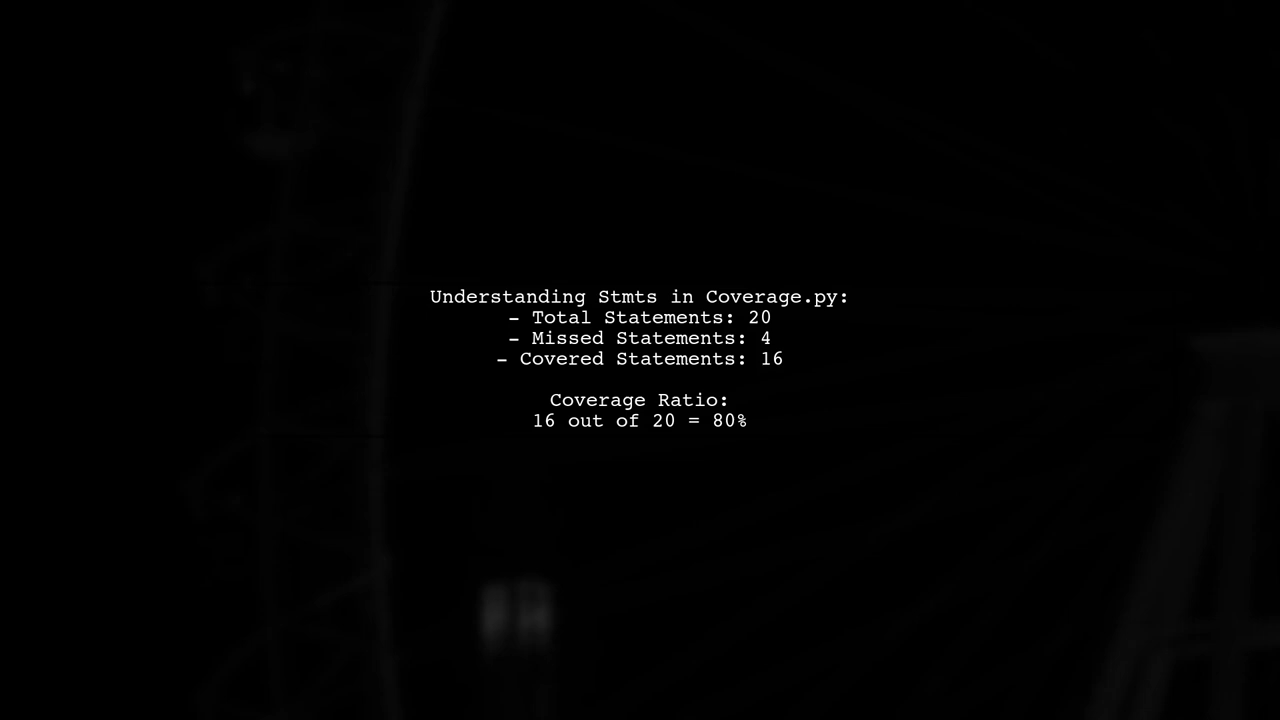 Understanding Stmts in Coverage.py:
- Total Statements: 20
- Missed Statements: 4
- Covered Statements: 16
Coverage Ratio:
16 out of 20 = 80%